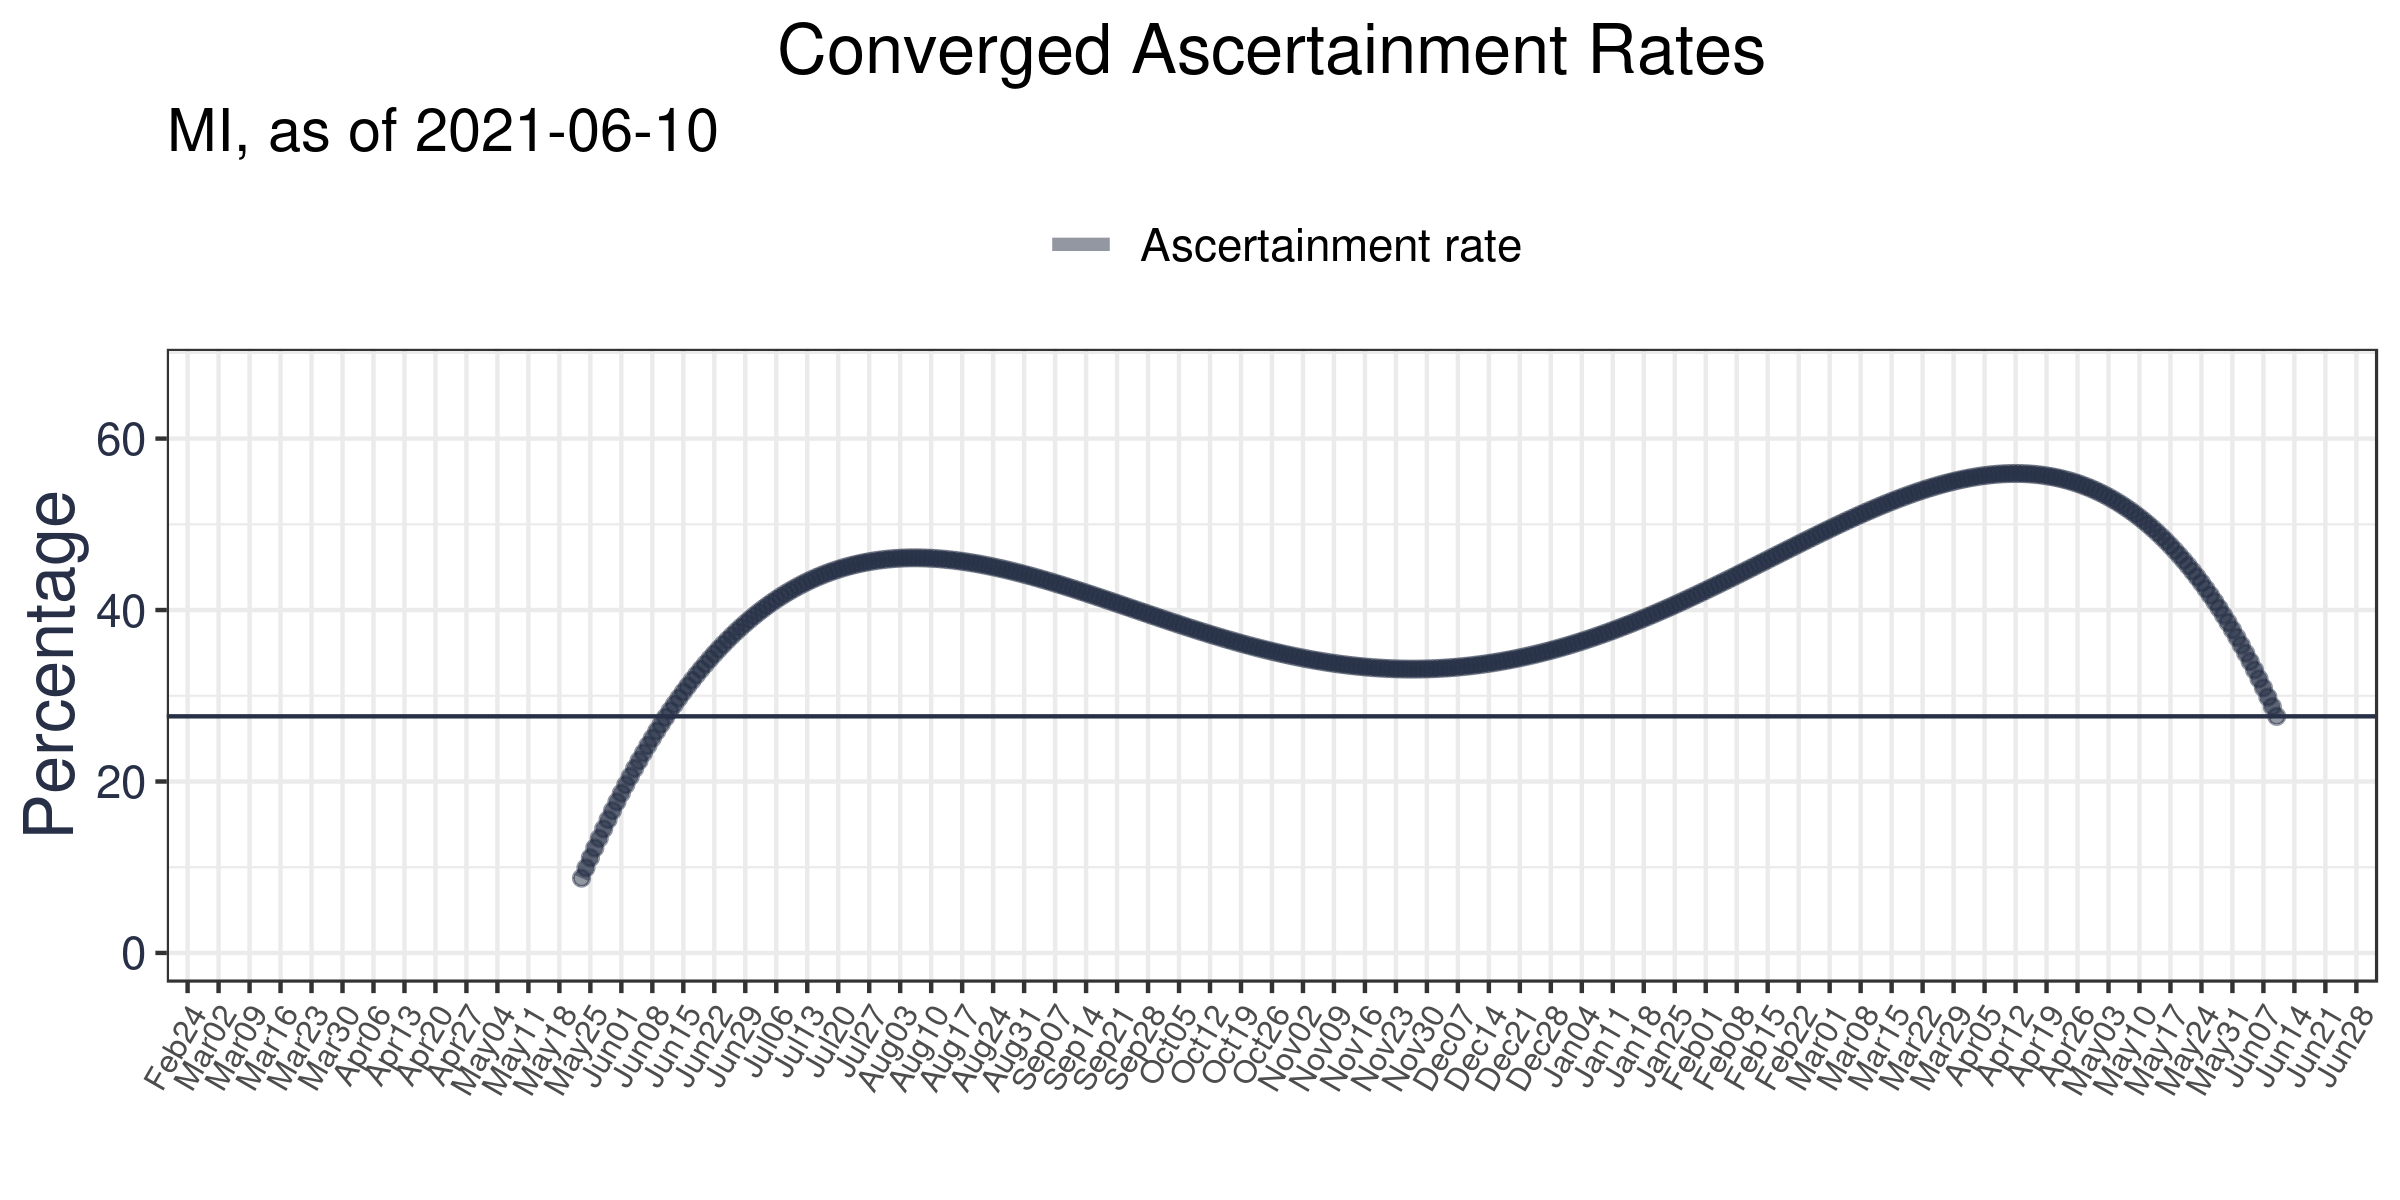 Converged Ascertainment Rates
MI, as of 2021-06-10
Ascertainment rate
Percentage
60
40
20
0
Feb24
Mar02
Mar09
Mar16
Mar23
Mar30
Apr06
Apr13
Apr20
Apr27
May04
May11
May18
May25
Jun01
Jun08
Jun15
Jun22
Jun29
Jul06
Jul13
Jul20
Jul27
Aug03
Aug10
Aug17
Aug24
Aug31
Sep07
Sep14
Sep21
Sep28
Oct05
Oct12
Oct19
Oct26
Nov02
Nov09
Nov16
Nov23
Nov30
Dec07
Dec14
Dec21
Dec28
Jan04
Jan11
Jan18
Jan25
Feb01
Feb08
Feb15
Feb22
Mar01
Mar08
Mar15
Mar22
Mar29
Apr05
Apr12
Apr19
Apr26
May03
May10
May17
May24
May31
Jun07
Jun14
Jun21
Jun28